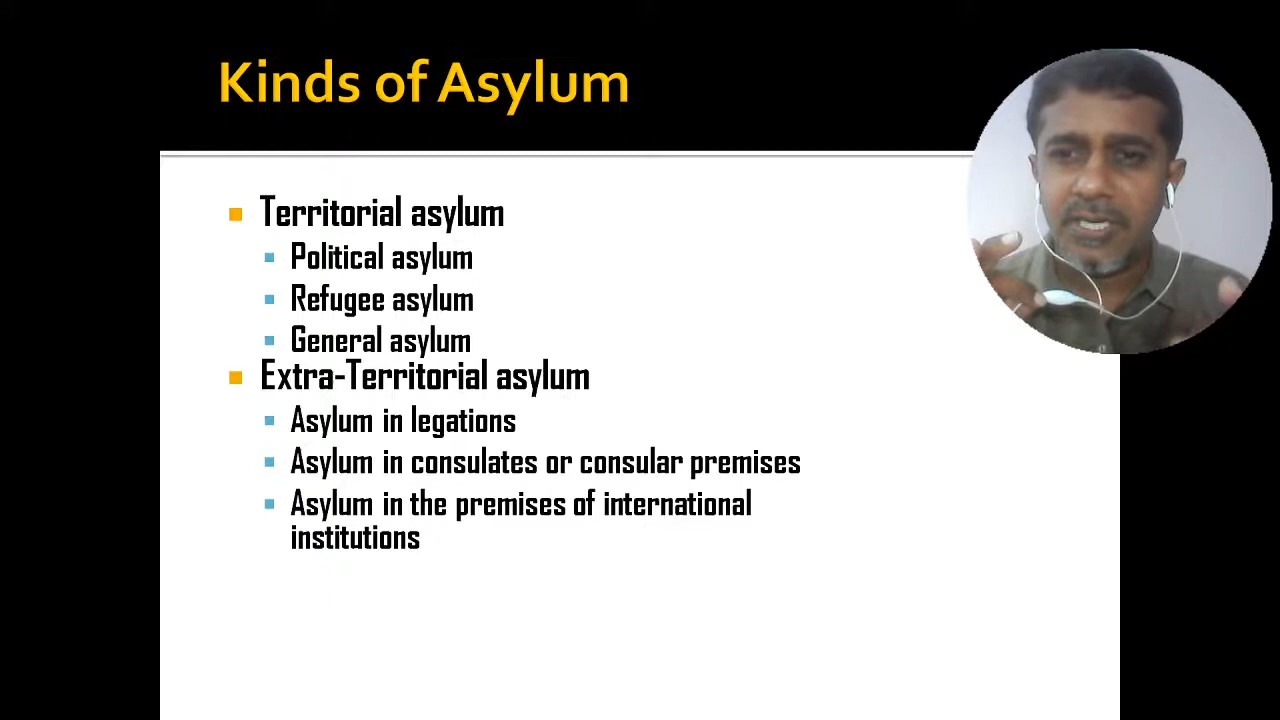 Kinds of Asylum
Territorial asylum
Political asylum
Refugee asylum
General asylum
Extra-Territorial asylum
Asylum in legations
Asylum in consulates or consular premises
Asylum in the premises of international
institutions